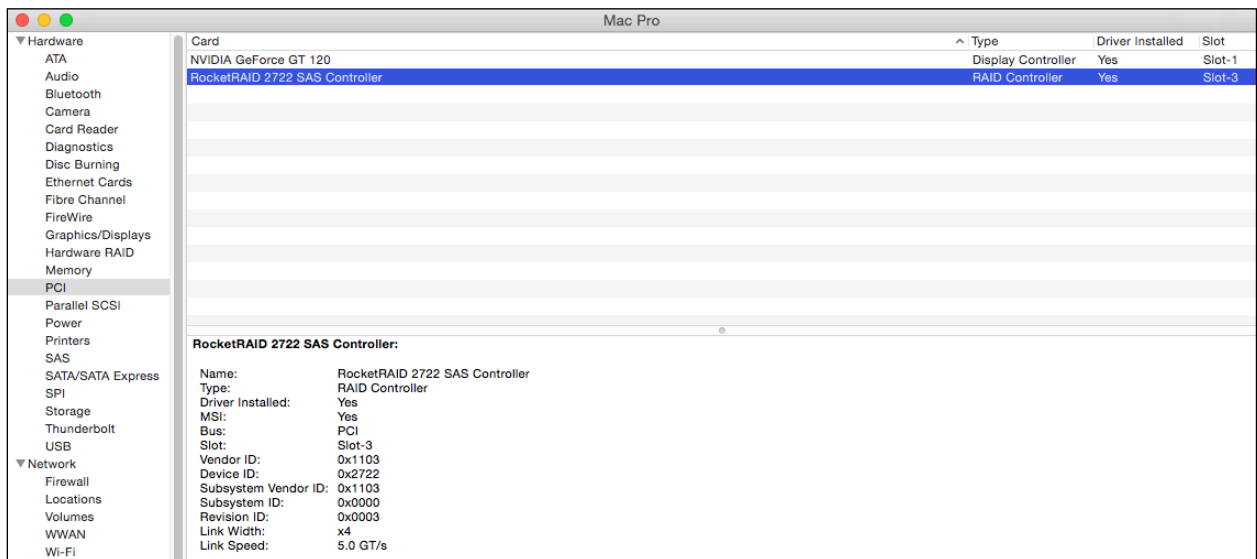 Mac Pro
Hardware
ATA
Audio
Bluetooth
Camera
Card Reader
Diagnostics
Disc Burning
Ethernet Cards
Fibre Channel
FireWire
Graphics/Displays
Hardware RAID
Memory
PCI
Parallel SCSI
Power
Printers
SAS
SATA/SATA Express
SPI
Storage
Thunderbolt
USB
Network
Firewall
Locations
Volumes
WWAN
Wi-Fi
Card Type Driver Installed Slot
NVIDIA GeForce GT 120 Display Controller Yes Slot-1
RocketRAID 2722 SAS Controller RAID Controller Yes Slot-3
RocketRAID 2722 SAS Controller:
Name: RocketRAID 2722 SAS Controller
Type: RAID Controller
Driver Installed: Yes
MSI: Yes
Bus: PCI
Slot: Slot-3
Vendor ID: 0x1103
Device ID: 0x2722
Subsystem Vendor ID: 0x1103
Subsystem ID: 0x0000
Revision ID: 0x0003
Link Width: x4
Link Speed: 5.0 GT/s